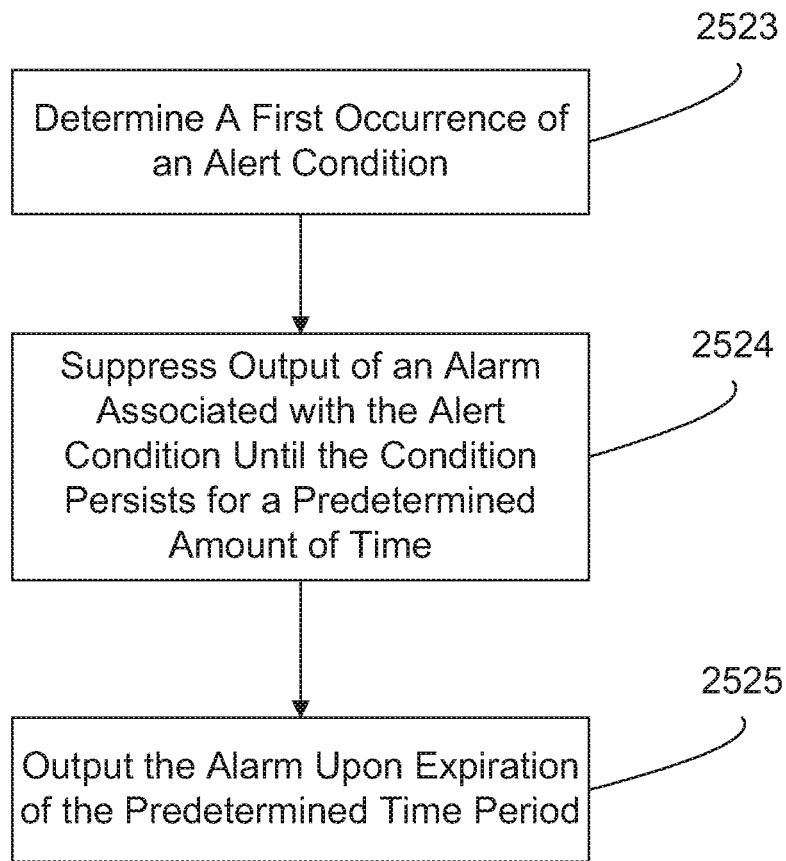 2523
Determine A First Occurrence of
an Alert Condition
2524
Suppress Output of an Alarm
Associated with the Alert
Condition Until the Condition
Persists for a Predetermined
Amount of Time
2525
Output the Alarm Upon Expiration
of the Predetermined Time Period